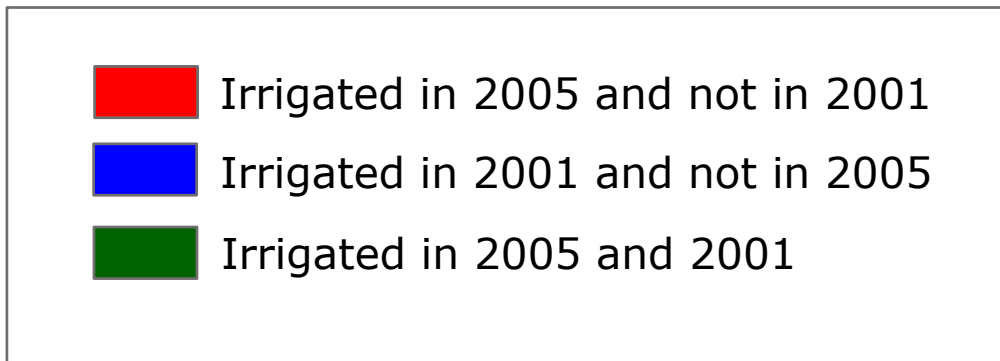 Irrigated in 2005 and not in 2001
Irrigated in 2001 and not in 2005
Irrigated in 2005 and 2001